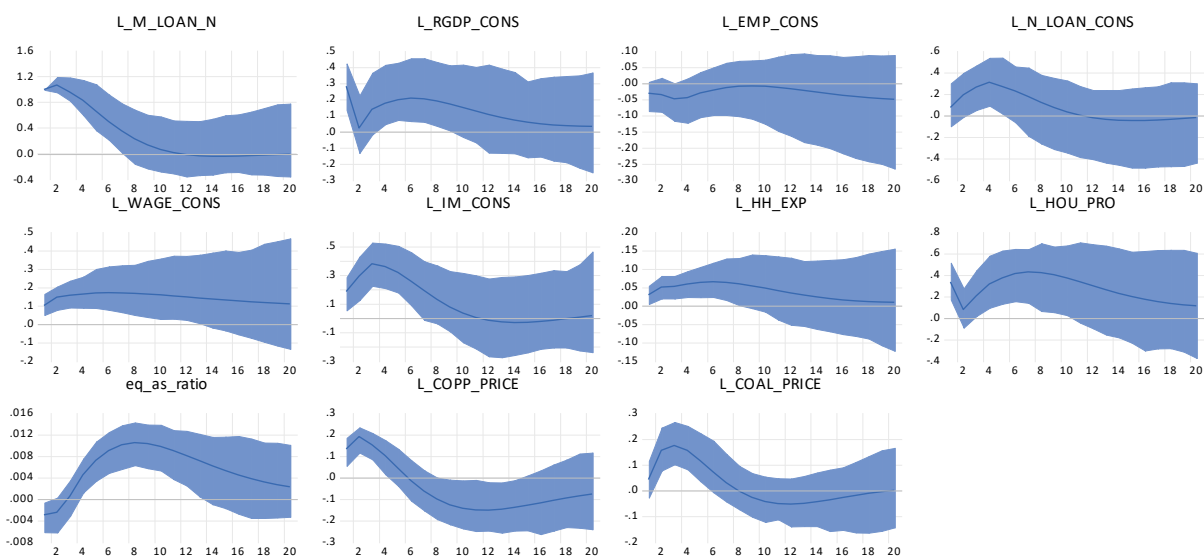 L_M_LOAN_N L_RGDP_CONS L_EMP_CONS L_N_LOAN_CONS
1.6 .5 .10 .6
1.2 .4 .05 .4
0.8 .3 .00 .2
0.4 .2 -.05 .0
0.0 .1 -.10 -.2
-0.4 .0 -.15 -.4
-.1 -.20 -.6
-.2 -.25
-.3 -.30
2 4 6 8 10 12 14 16 18 20 2 4 6 8 10 12 14 16 18 20 2 4 6 8 10 12 14 16 18 20 2 4 6 8 10 12 14 16 18 20
L_WAGE_CONS L_IM_CONS L_HH_EXP L_HOU_PRO
.5 .5 .20 .8
.4 .3 .15 .6
.3 .1 .10 .4
.2 -.1 .05 .2
.1 -.3 .00 .0
.0 .05 -.2
-.1 .10 -.4
-.2 .15
2 4 6 8 10 12 14 16 18 20 2 4 6 8 10 12 14 16 18 20 2 4 6 8 10 12 14 16 18 20 2 4 6 8 10 12 14 16 18 20
eq_as_ratio L_COPP_PRICE L_COAL_PRICE
.016 .3 .3
.012 .2 .2
.008 .1 .1
.004 .0 .0
.000 -.1 -.1
-.004 -.2 -.2
-.008 -.3
2 4 6 8 10 12 14 16 18 20 2 4 6 8 10 12 14 16 18 20 2 4 6 8 10 12 14 16 18 20